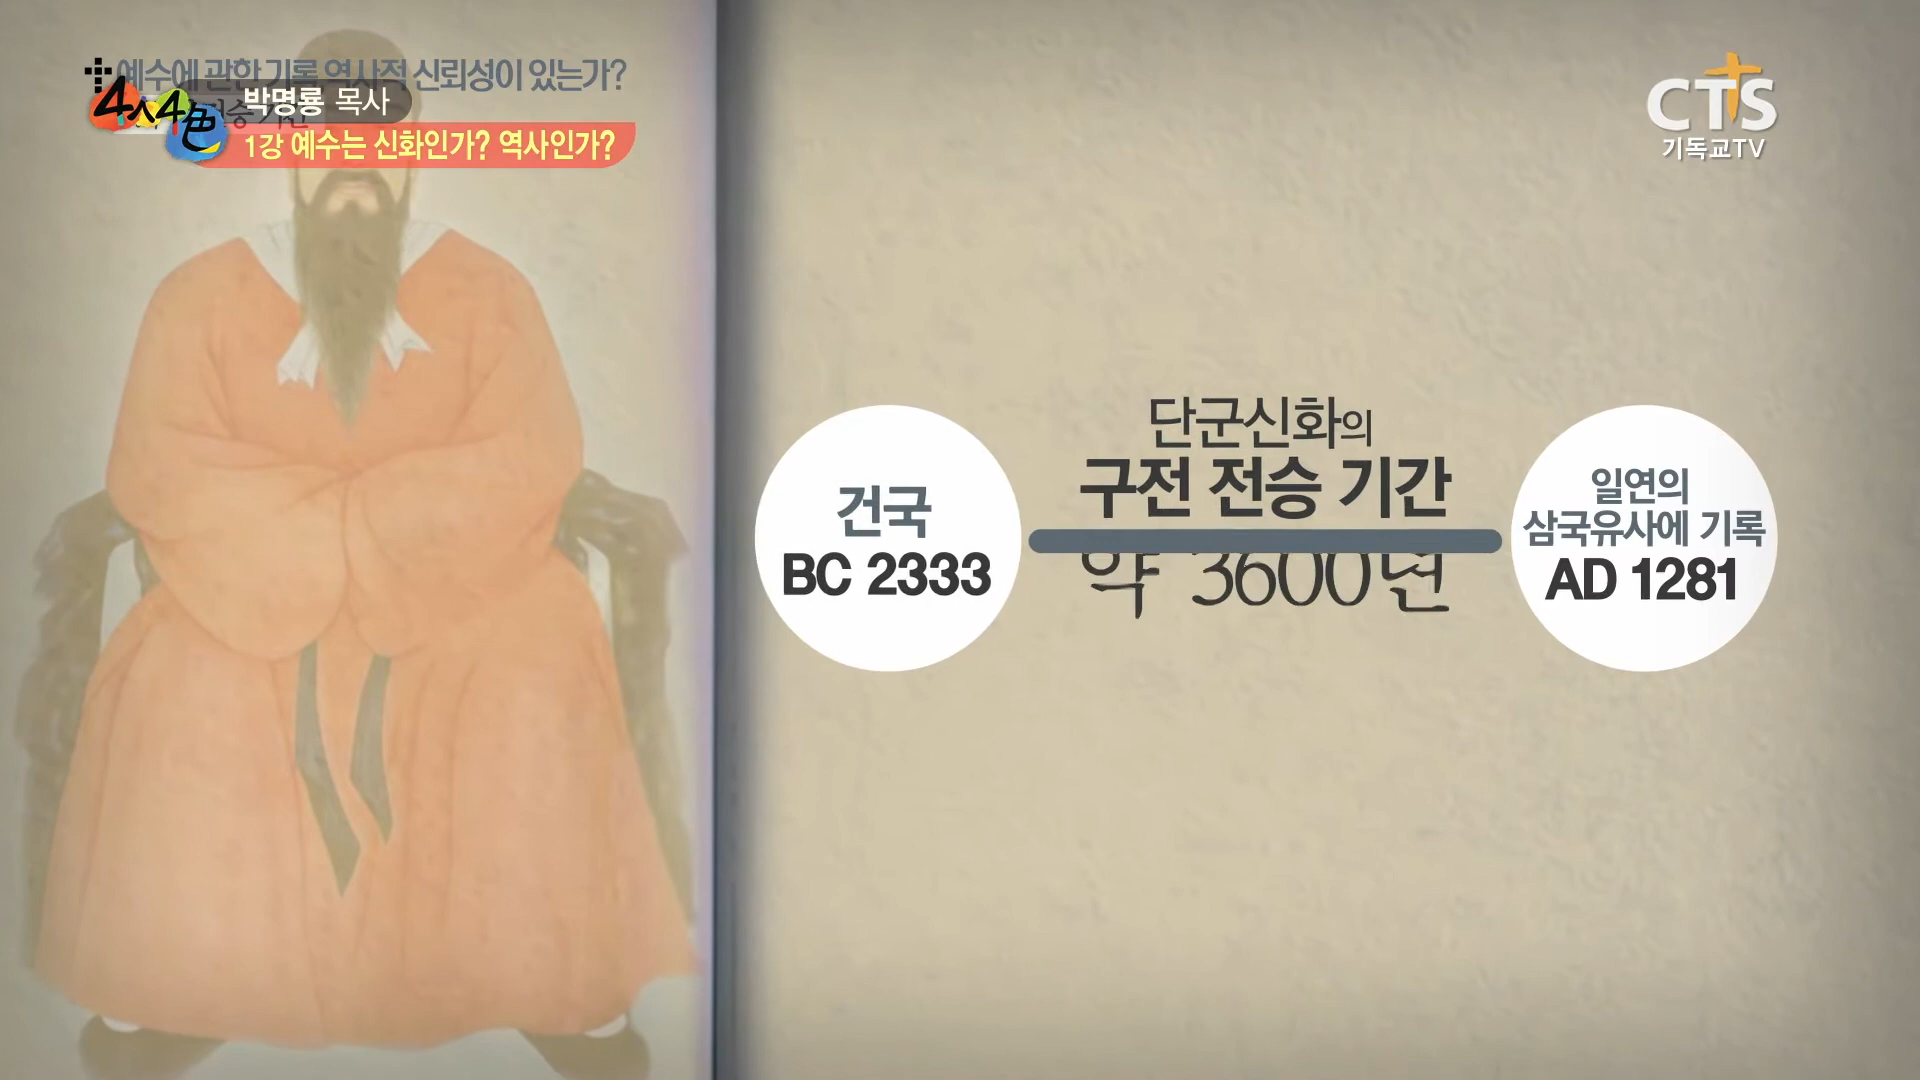 예수에 관한 기록 역사적 신뢰성이 있는가?
4人4色
박명룡 목사
1강 예수는 신화인가? 역사인가?
CTS
기독교TV
건국
BC 2333
단군신화의
구전 전승 기간
약 3600년
일연의
삼국유사에 기록
AD 1281